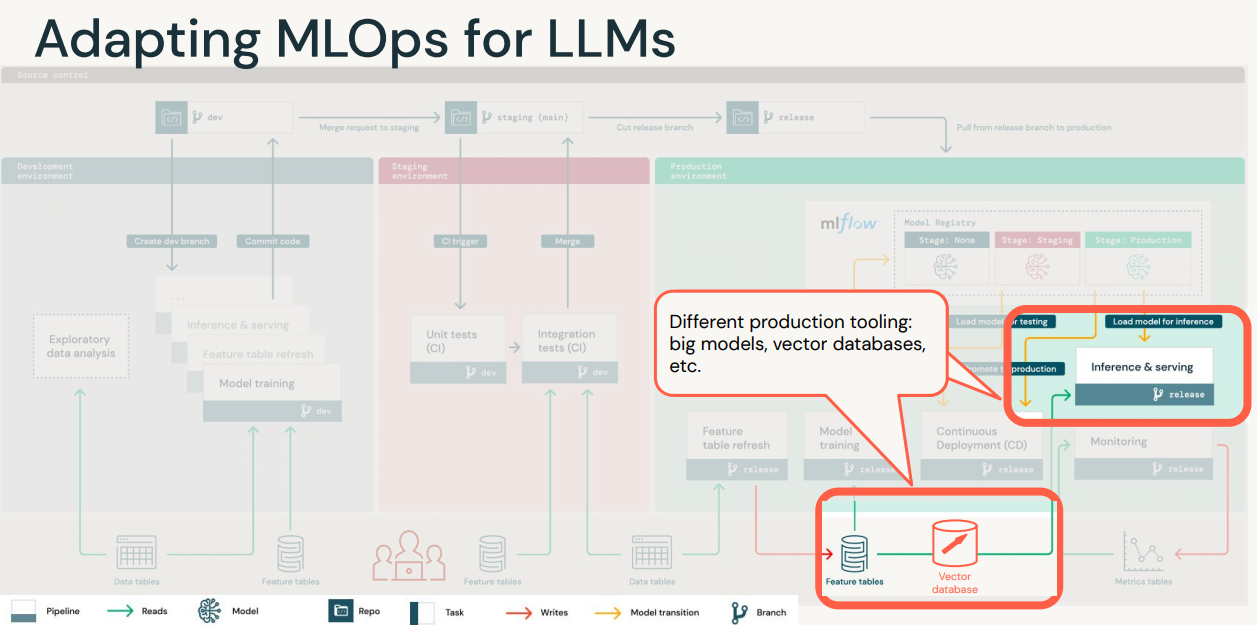 Adapting MLOps for LLMs
Source control
dev
Merge request to staging
staging (main)
Cut release branch
release
Pull from release branch to production
Development
environment
Staging
environment
Production
environment
Create dev branch
Commit code
CI trigger
Merge
mlflow
Model Registry
Stage: None
Stage: Staging
Stage: Production
...
Inference & serving
Feature table refresh
Model training
dev
Exploratory
data analysis
Unit tests
(CI)
dev
Integration
tests (CI)
dev
Different production tooling:
big models, vector databases,
etc.
Load model for testing
Load model for inference
Promote to production
Inference & serving
release
Feature
table refresh
release
Model
training
release
Continuous
Deployment (CD)
release
Monitoring
release
Data tables
Feature tables
Feature tables
Data tables
Feature tables
Vector
database
Metrics tables
Pipeline
Reads
Model
Repo
Task
Writes
Model transition
Branch